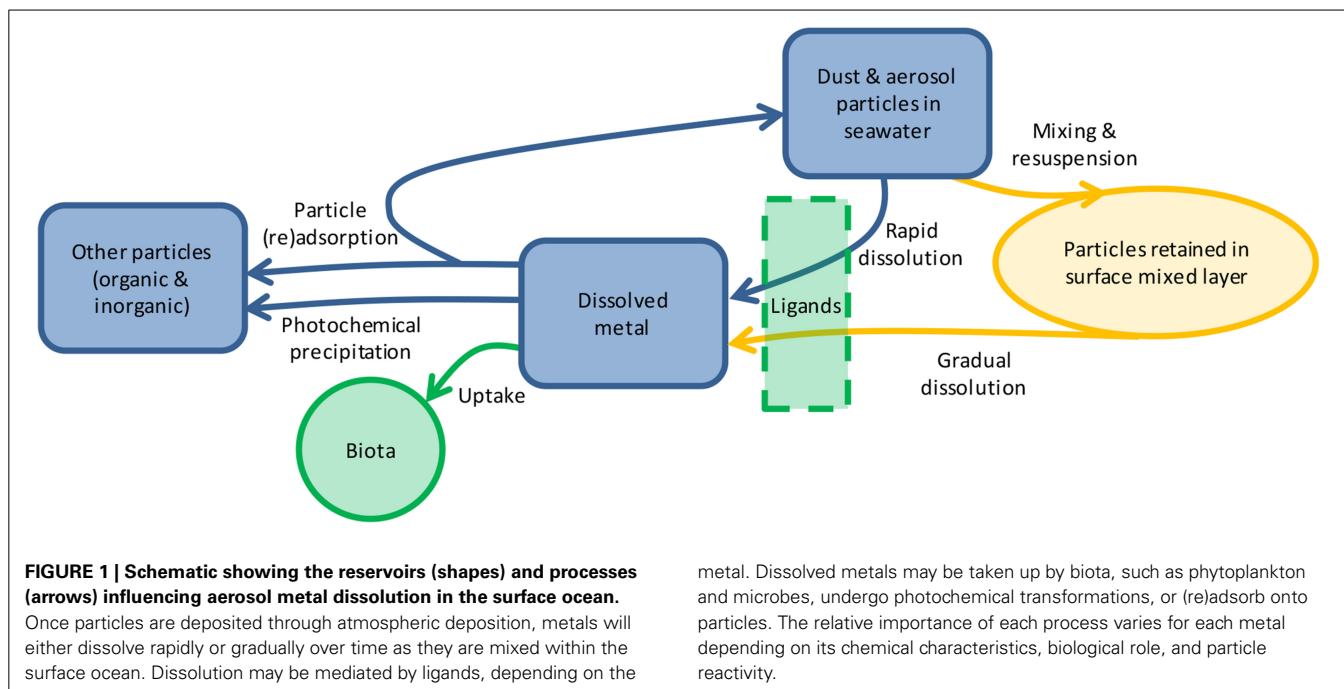 Dust & aerosol
particles in
seawater
Mixing &
resuspension
Particle
(re)adsorption
Other particles
(organic &
inorganic)
Rapid
dissolution
Particles retained in
surface mixed layer
Dissolved
metal
Ligands
Photochemical
precipitation
Gradual
dissolution
Uptake
Biota
FIGURE 1 | Schematic showing the reservoirs (shapes) and processes
(arrows) influencing aerosol metal dissolution in the surface ocean.
Once particles are deposited through atmospheric deposition, metals will
either dissolve rapidly or gradually over time as they are mixed within the
surface ocean. Dissolution may be mediated by ligands, depending on the
metal. Dissolved metals may be taken up by biota, such as phytoplankton
and microbes, undergo photochemical transformations, or (re)adsorb onto
particles. The relative importance of each process varies for each metal
depending on its chemical characteristics, biological role, and particle
reactivity.